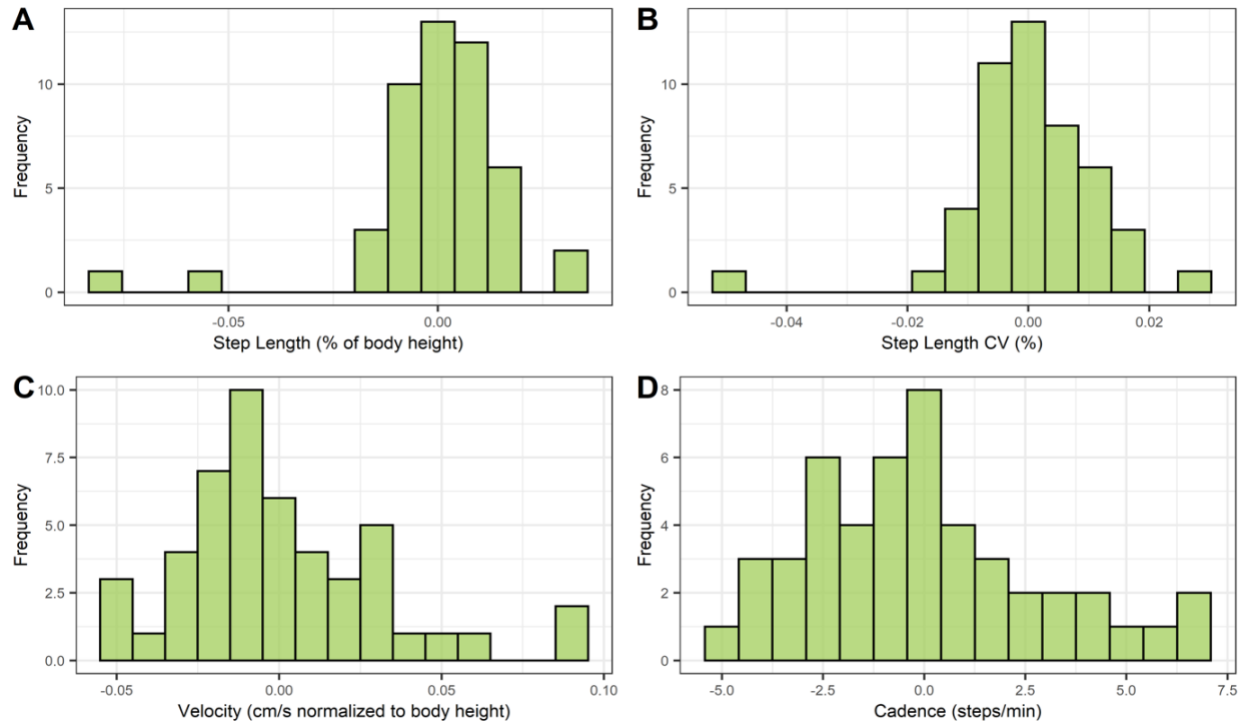 A
Frequency
10
5
0
-0.05
0.00
Step Length (% of body height)
B
Frequency
10
5
0
-0.04
-0.02
0.00
0.02
Step Length CV (%)
C
Frequency
10.0
7.5
5.0
2.5
0.0
-0.05
0.00
0.05
0.10
Velocity (cm/s normalized to body height)
D
Frequency
8
6
4
2
0
-5.0
-2.5
0.0
2.5
5.0
7.5
Cadence (steps/min)